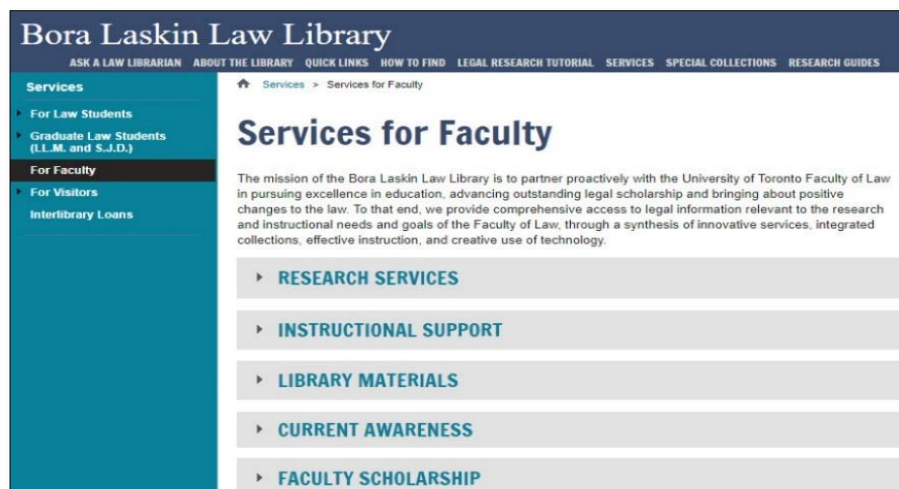 Bora Laskin Law Library
ASK A LAW LIBRARIAN ABOUT THE LIBRARY QUICK LINKS HOW TO FIND LEGAL RESEARCH TUTORIAL SERVICES SPECIAL COLLECTIONS RESEARCH GUIDES
Services
For Law Students
Graduate Law Students
(LL.M. and S.J.D.)
For Faculty
For Visitors
Interlibrary Loans
Services > Services for Faculty
Services for Faculty
The mission of the Bora Laskin Law Library is to partner proactively with the University of Toronto Faculty of Law
in pursuing excellence in education, advancing outstanding legal scholarship and bringing about positive
changes to the law. To that end, we provide comprehensive access to legal information relevant to the research
and instructional needs and goals of the Faculty of Law, through a synthesis of innovative services, integrated
collections, effective instruction, and creative use of technology.
RESEARCH SERVICES
INSTRUCTIONAL SUPPORT
LIBRARY MATERIALS
CURRENT AWARENESS
FACULTY SCHOLARSHIP